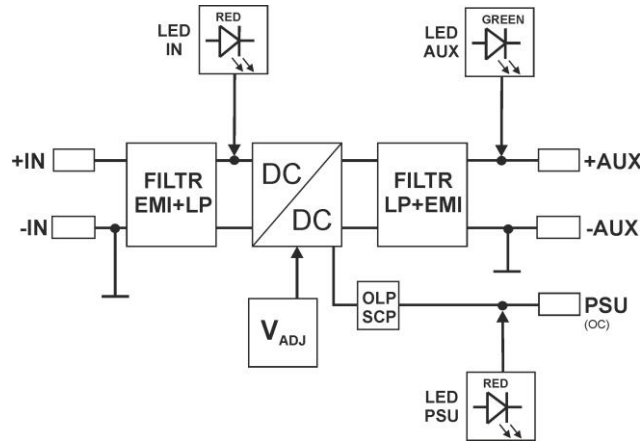 LED
IN
RED
LED
AUX
GREEN
+IN
-IN
FILTR
EMI+LP
DC
DC
FILTR
LP+EMI
+AUX
-AUX
VADJ
OLP
SCP
PSU
(OC)
LED
PSU
RED